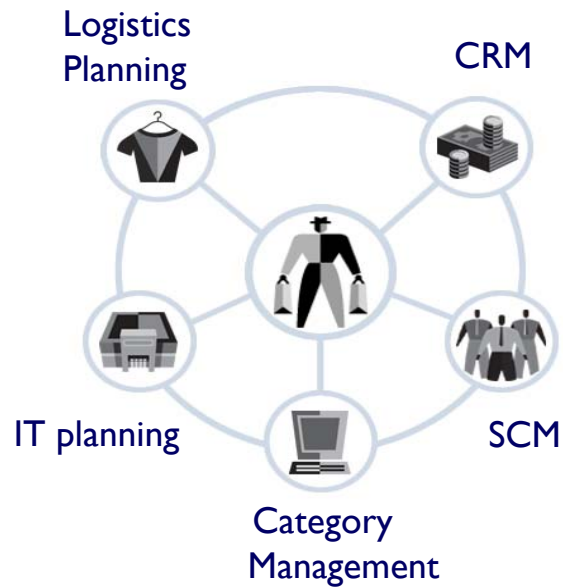 Logistics
Planning
CRM
IT planning
SCM
Category
Management